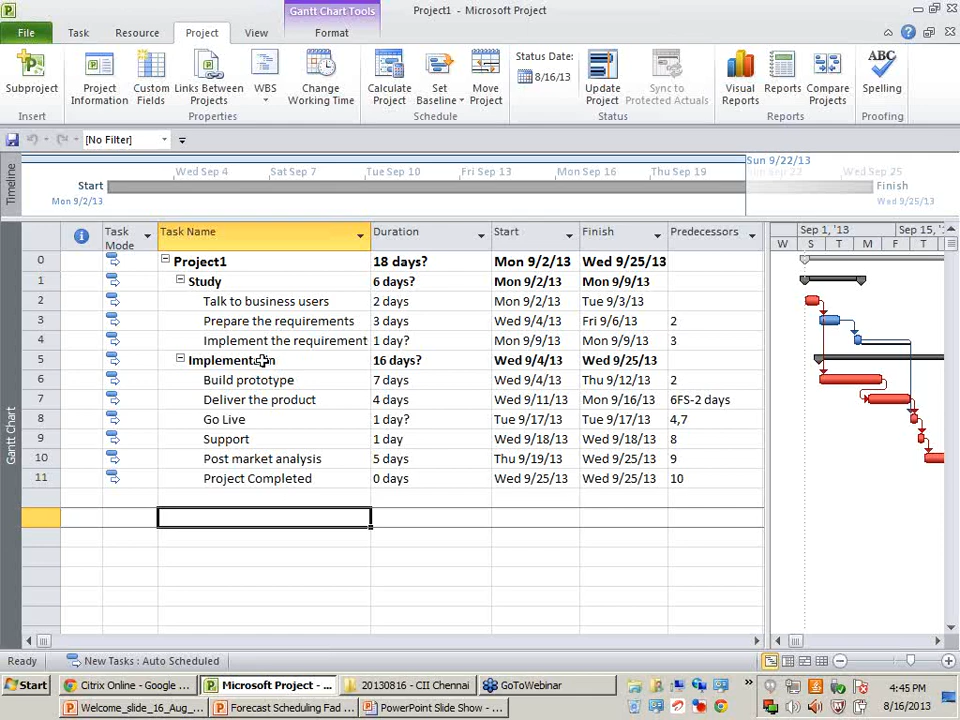 Gantt Chart Tools
Project1 - Microsoft Project
File Task Resource Project View Format
Subproject
Project Information
Custom Fields
Links Between Projects
WBS
Change Working Time
Calculate Project
Set Baseline
Move Project
Status Date:
8/16/13
Update Project
Sync to Protected Actuals
Visual Reports
Reports
Compare Projects
ABC
Spelling
Insert Properties Schedule Status Reports Proofing
[No Filter]
Timeline
Sun 9/22/13
Wed Sep 4 Sat Sep 7 Tue Sep 10 Fri Sep 13 Mon Sep 16 Thu Sep 19 Sun Sep 22 Wed Sep 25
Start
Mon 9/2/13
Finish
Wed 9/25/13
Task Mode Task Name Duration Start Finish Predecessors
Sep 1, '13 Sep 15,
W S T M F T
0 Project1 18 days? Mon 9/2/13 Wed 9/25/13
1 Study 6 days? Mon 9/2/13 Mon 9/9/13
2 Talk to business users 2 days Mon 9/2/13 Tue 9/3/13
3 Prepare the requirements 3 days Wed 9/4/13 Fri 9/6/13 2
4 Implement the requirement 1 day? Mon 9/9/13 Mon 9/9/13 3
5 Implementation 16 days? Wed 9/4/13 Wed 9/25/13
6 Build prototype 7 days Wed 9/4/13 Thu 9/12/13 2
7 Deliver the product 4 days Wed 9/11/13 Mon 9/16/13 6FS-2 days
8 Go Live 1 day? Tue 9/17/13 Tue 9/17/13 4,7
9 Support 1 day Wed 9/18/13 Wed 9/18/13 8
10 Post market analysis 5 days Thu 9/19/13 Wed 9/25/13 9
11 Project Completed 0 days Wed 9/25/13 Wed 9/25/13 10
Gantt Chart
Ready New Tasks : Auto Scheduled
Start
Citrix Online - Google ...
Microsoft Project - ...
20130816 - CII Chennai
GoToWebinar
4:45 PM
Welcome_slide_16_Aug_...
Forecast Scheduling Fad ...
PowerPoint Slide Show - ...
8/16/2013